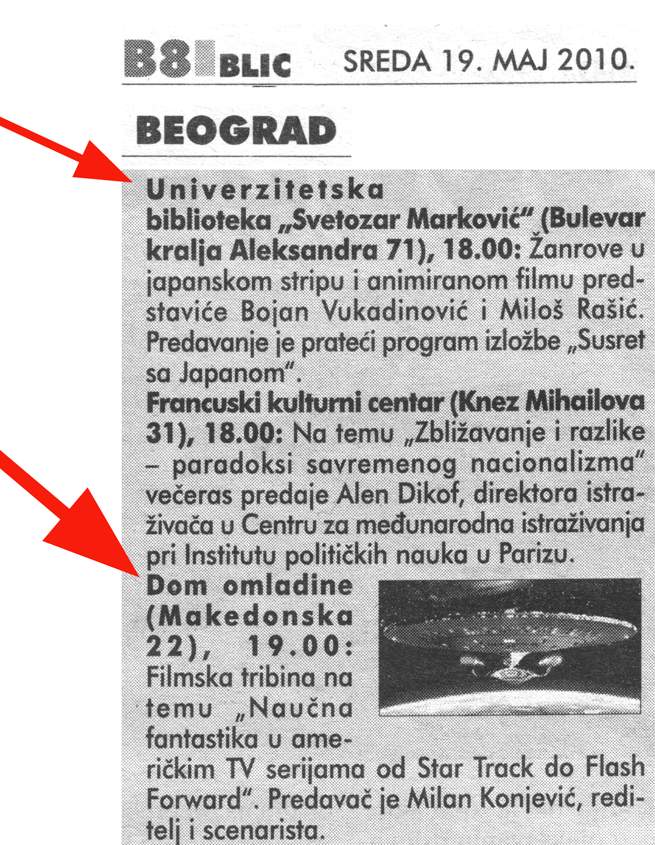 B8 BLIC SREDA 19. MAJ 2010.
BEOGRAD
Univerzitetska
biblioteka „Svetozar Marković“ (Bulevar
kralja Aleksandra 71), 18.00: Žanrove u
japanskom stripu i animiranom filmu pred-
staviće Bojan Vukadinović i Miloš Rašić.
Predavanje je prateći program izložbe „Susret
sa Japanom“.
Francuski kulturni centar (Knez Mihailova
31), 18.00: Na temu „Zbližavanje i razlike
– paradoksi savremenog nacionalizma“
večeras predaje Alen Dikof, direktora istra-
živača u Centru za međunarodna istraživanja
pri Institutu političkih nauka u Parizu.
Dom omladine
(Makedonska
22), 19.00:
Filmska tribina na
temu „Naučna
fantastika u ame-
ričkim TV serijama od Star Track do Flash
Forward“. Predavač je Milan Konjević, redi-
telj i scenarista.